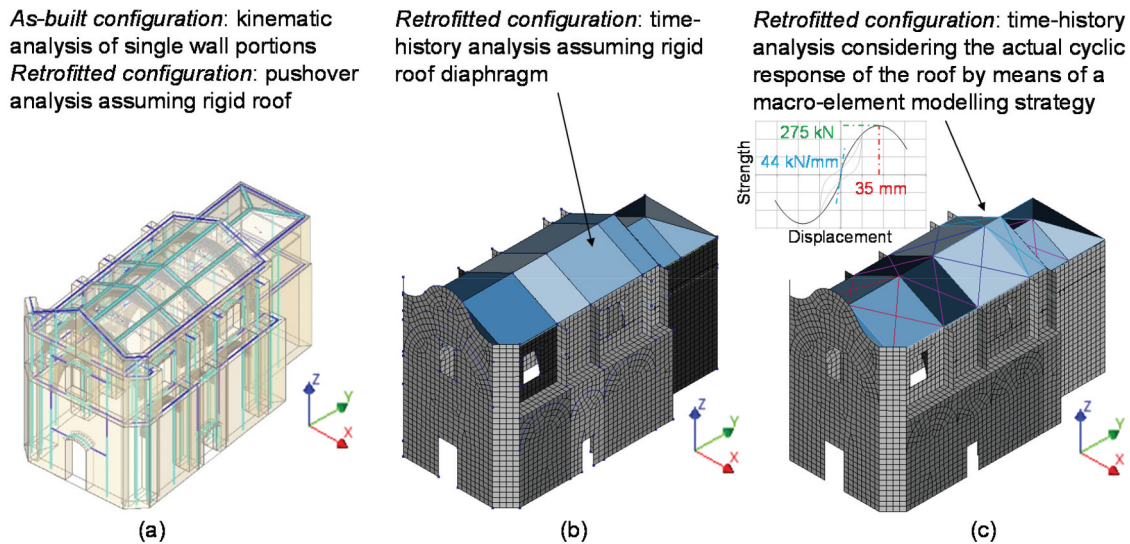 As-built configuration: kinematic
analysis of single wall portions
Retrofitted configuration: pushover
analysis assuming rigid roof
Retrofitted configuration: time-
history analysis assuming rigid
roof diaphragm
Retrofitted configuration: time-history
analysis considering the actual cyclic
response of the roof by means of a
macro-element modelling strategy
275 kN
44 kN/mm
35 mm
Strength
Displacement
Z
Y
X
Z
Y
X
Z
Y
X
(a)
(b)
(c)